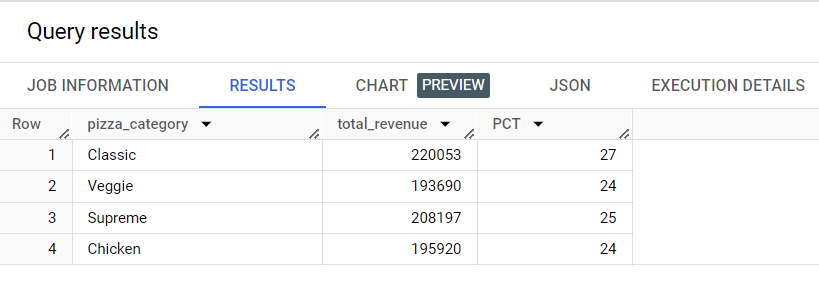 Query results
JOB INFORMATION RESULTS CHART PREVIEW JSON EXECUTION DETAILS
Row pizza_category total_revenue PCT
1 Classic 220053 27
2 Veggie 193690 24
3 Supreme 208197 25
4 Chicken 195920 24